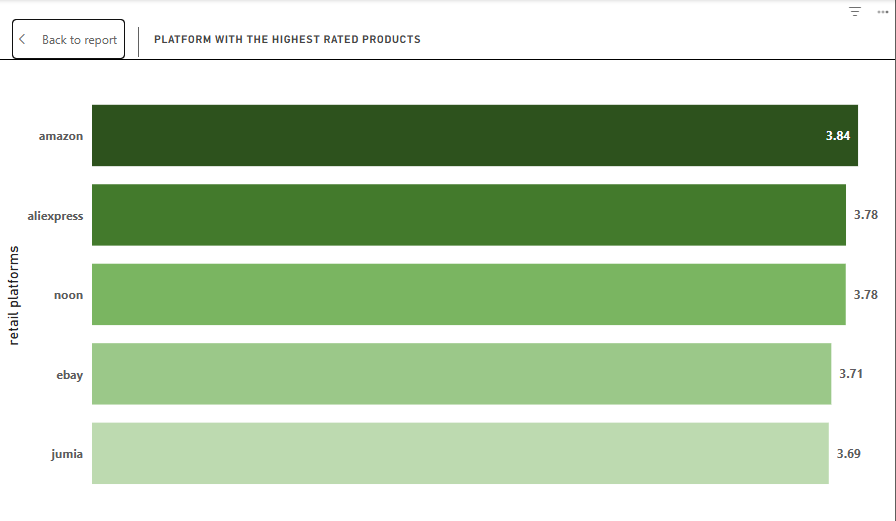 Back to report
PLATFORM WITH THE HIGHEST RATED PRODUCTS
retail platforms
amazon 3.84
aliexpress 3.78
noon 3.78
ebay 3.71
jumia 3.69